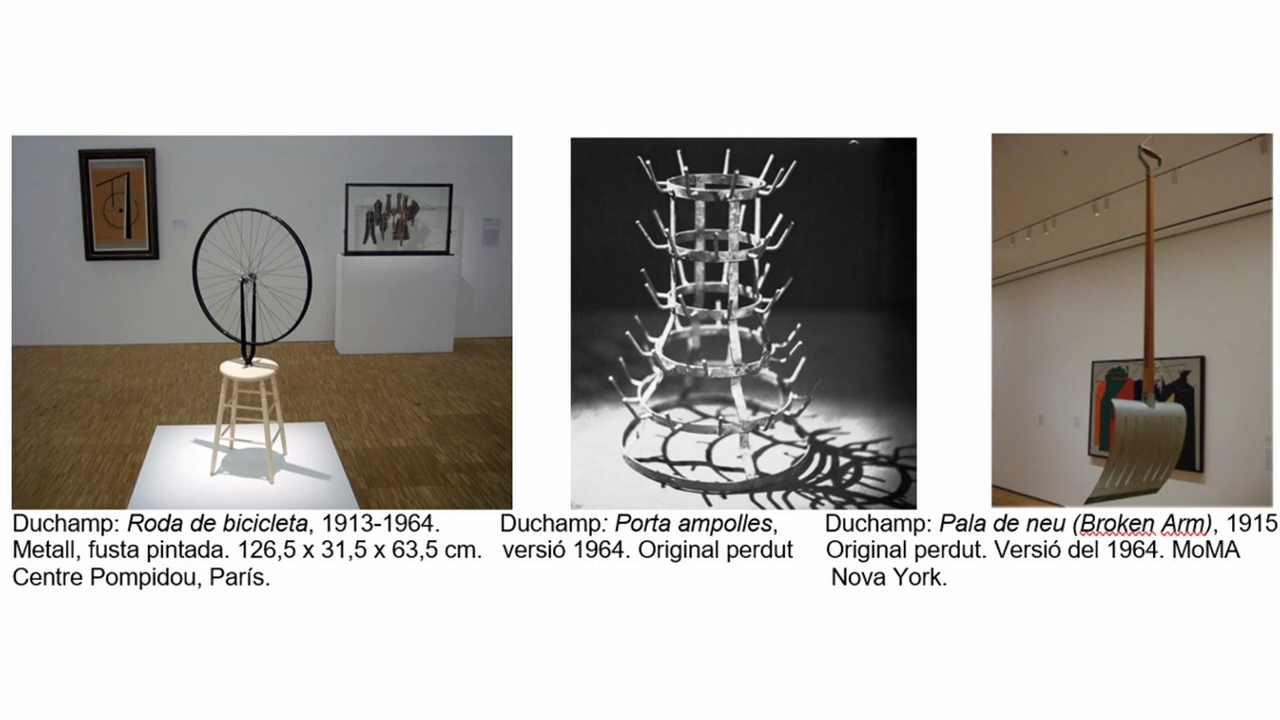 Duchamp: Roda de bicicleta, 1913-1964.
Metall, fusta pintada. 126,5 x 31,5 x 63,5 cm.
Centre Pompidou, París.
Duchamp: Porta ampolles,
versió 1964. Original perdut
Duchamp: Pala de neu (Broken Arm), 1915
Original perdut. Versió del 1964. MoMA
Nova York.